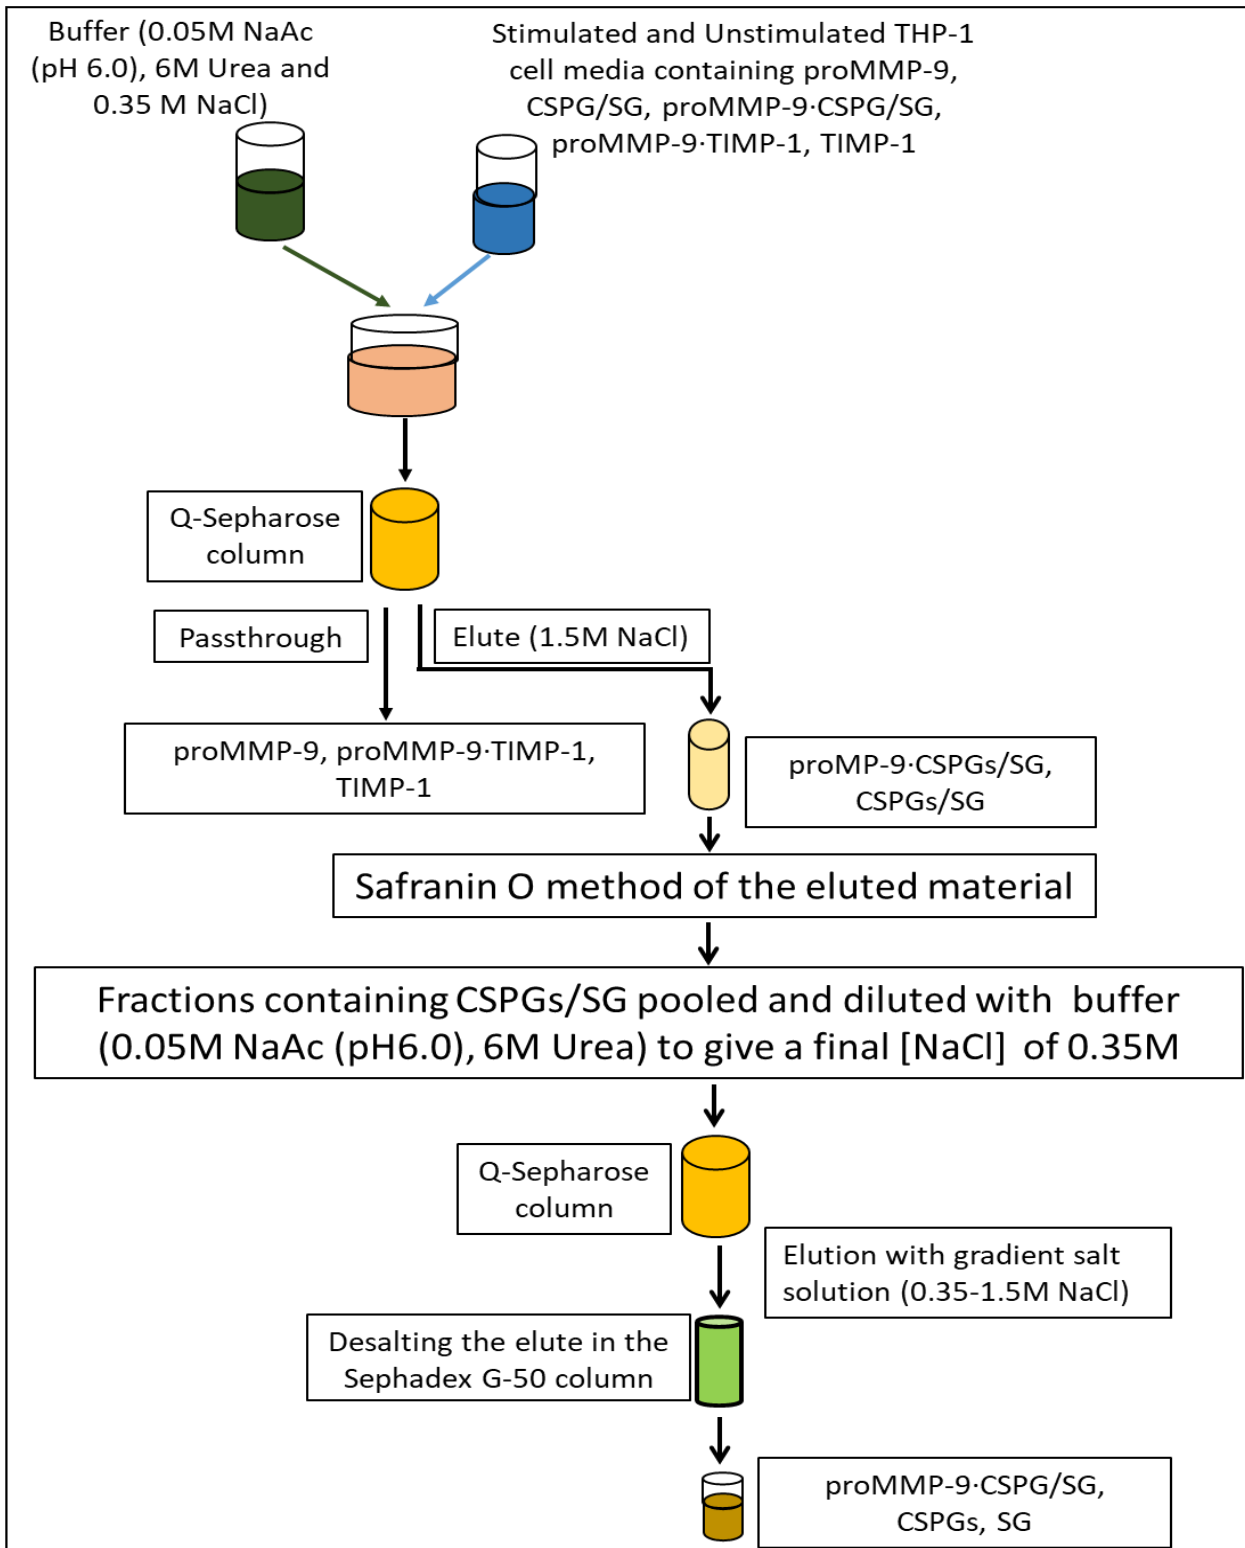 Buffer (0.05M NaAc
(pH 6.0), 6M Urea and
0.35 M NaCl)
Stimulated and Unstimulated THP-1
cell media containing proMMP-9,
CSPG/SG, proMMP-9·CSPG/SG,
proMMP-9·TIMP-1, TIMP-1
Q-Sepharose
column
Passthrough
Elute (1.5M NaCl)
proMMP-9, proMMP-9·TIMP-1,
TIMP-1
proMP-9·CSPGs/SG,
CSPGs/SG
Safranin O method of the eluted material
Fractions containing CSPGs/SG pooled and diluted with buffer
(0.05M NaAc (pH6.0), 6M Urea) to give a final [NaCl] of 0.35M
Q-Sepharose
column
Elution with gradient salt
solution (0.35-1.5M NaCl)
Desalting the elute in the
Sephadex G-50 column
proMMP-9·CSPG/SG,
CSPGs, SG